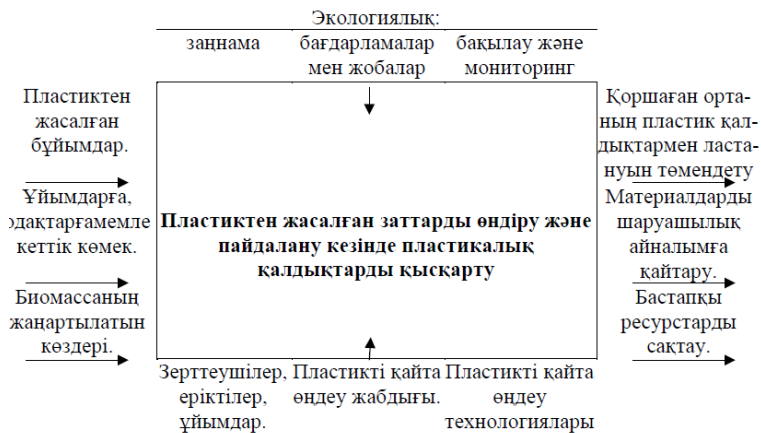 Экологиялық:
заңнама
бағдарламалар
мен жобалар
бақылау және
мониторинг
Пластиктен
жасалған
бұйымдар.
Ұйымдарға,
одақтарғамемле
кеттік көмек.
Биомассаның
жаңартылатын
көздері.
Пластиктен жасалған заттарды өндіру және
пайдалану кезінде пластикалық
қалдықтарды қысқарту
Қоршаған орта-
ның пластик қал-
дықтармен ласта-
нуын төмендету
Материалдарды
шаруашылық
айналымға
қайтару.
Бастапқы
ресурстарды
сақтау.
Зерттеушілер,
еріктілер,
ұйымдар.
Пластикті қайта
өңдеу жабдығы.
Пластикті қайта
өңдеу
технологиялары